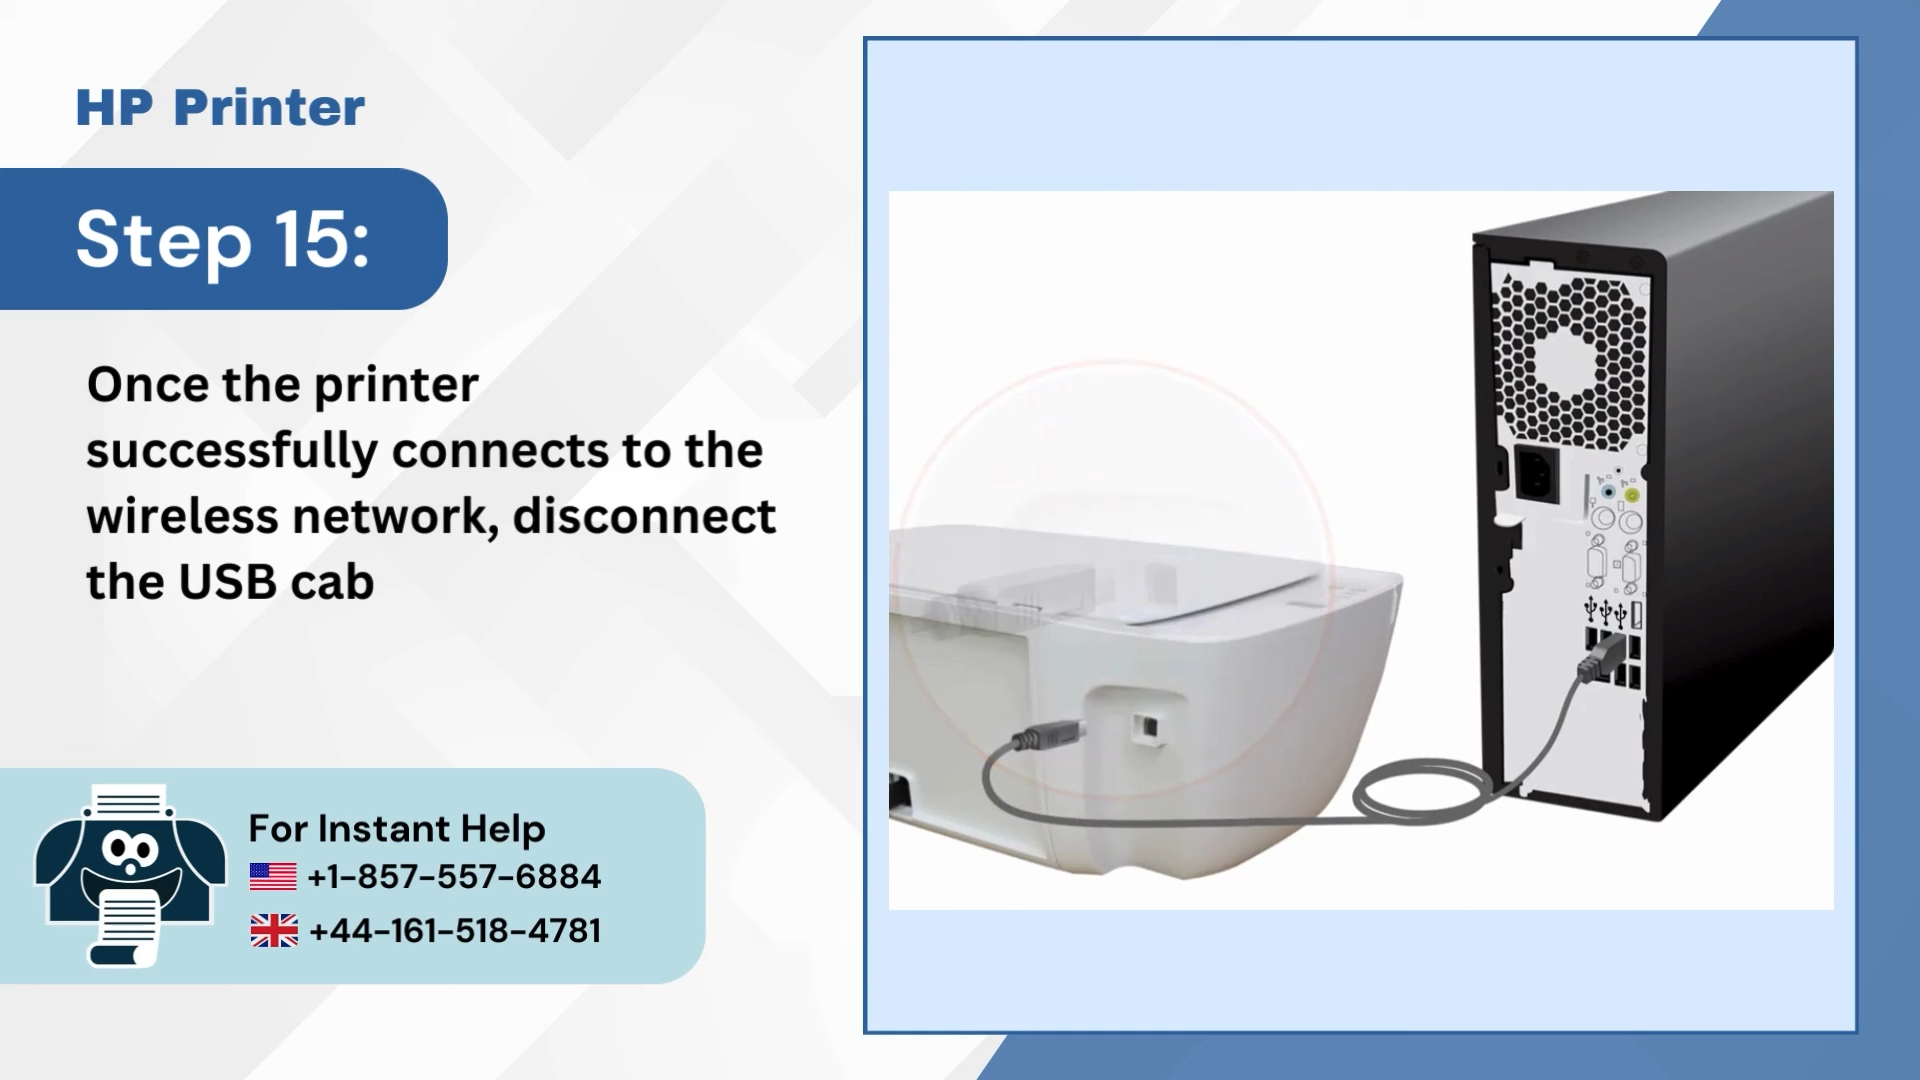 HP Printer
Step 15:
Once the printer
successfully connects to the
wireless network, disconnect
the USB cab
For Instant Help
+1-857-557-6884
+44-161-518-4781